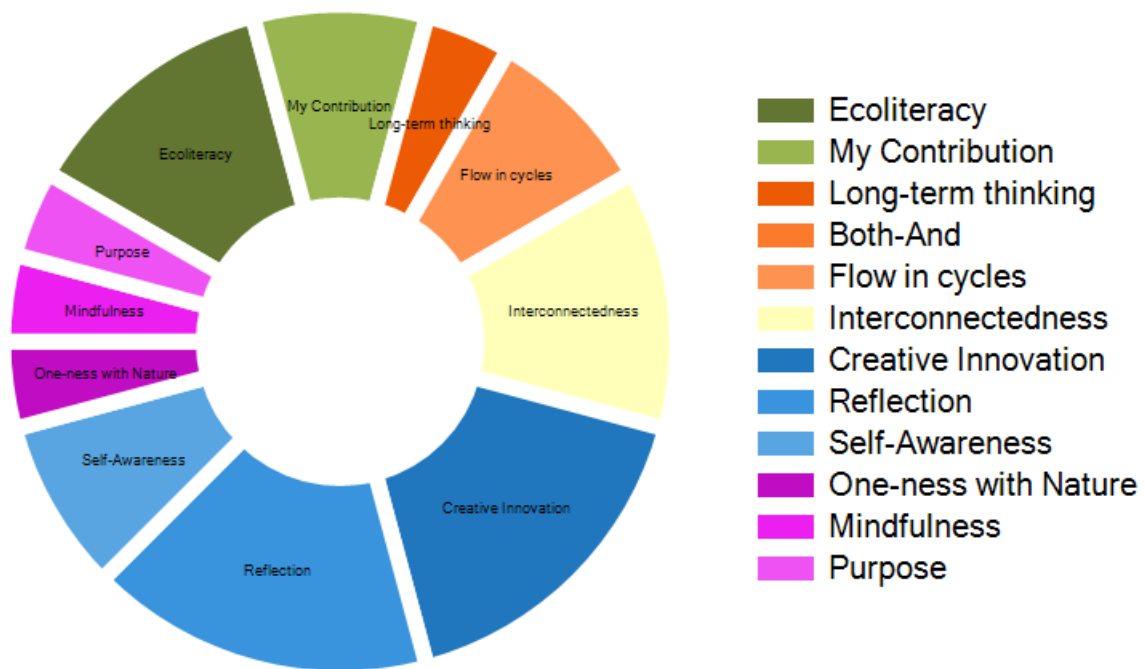 My Contribution
Long-term thinking
Ecoliteracy
Flow in cycles
Purpose
Mindfulness
Interconnectedness
One-ness with Nature
Self-Awareness
Creative Innovation
Reflection
Ecoliteracy
My Contribution
Long-term thinking
Both-And
Flow in cycles
Interconnectedness
Creative Innovation
Reflection
Self-Awareness
One-ness with Nature
Mindfulness
Purpose